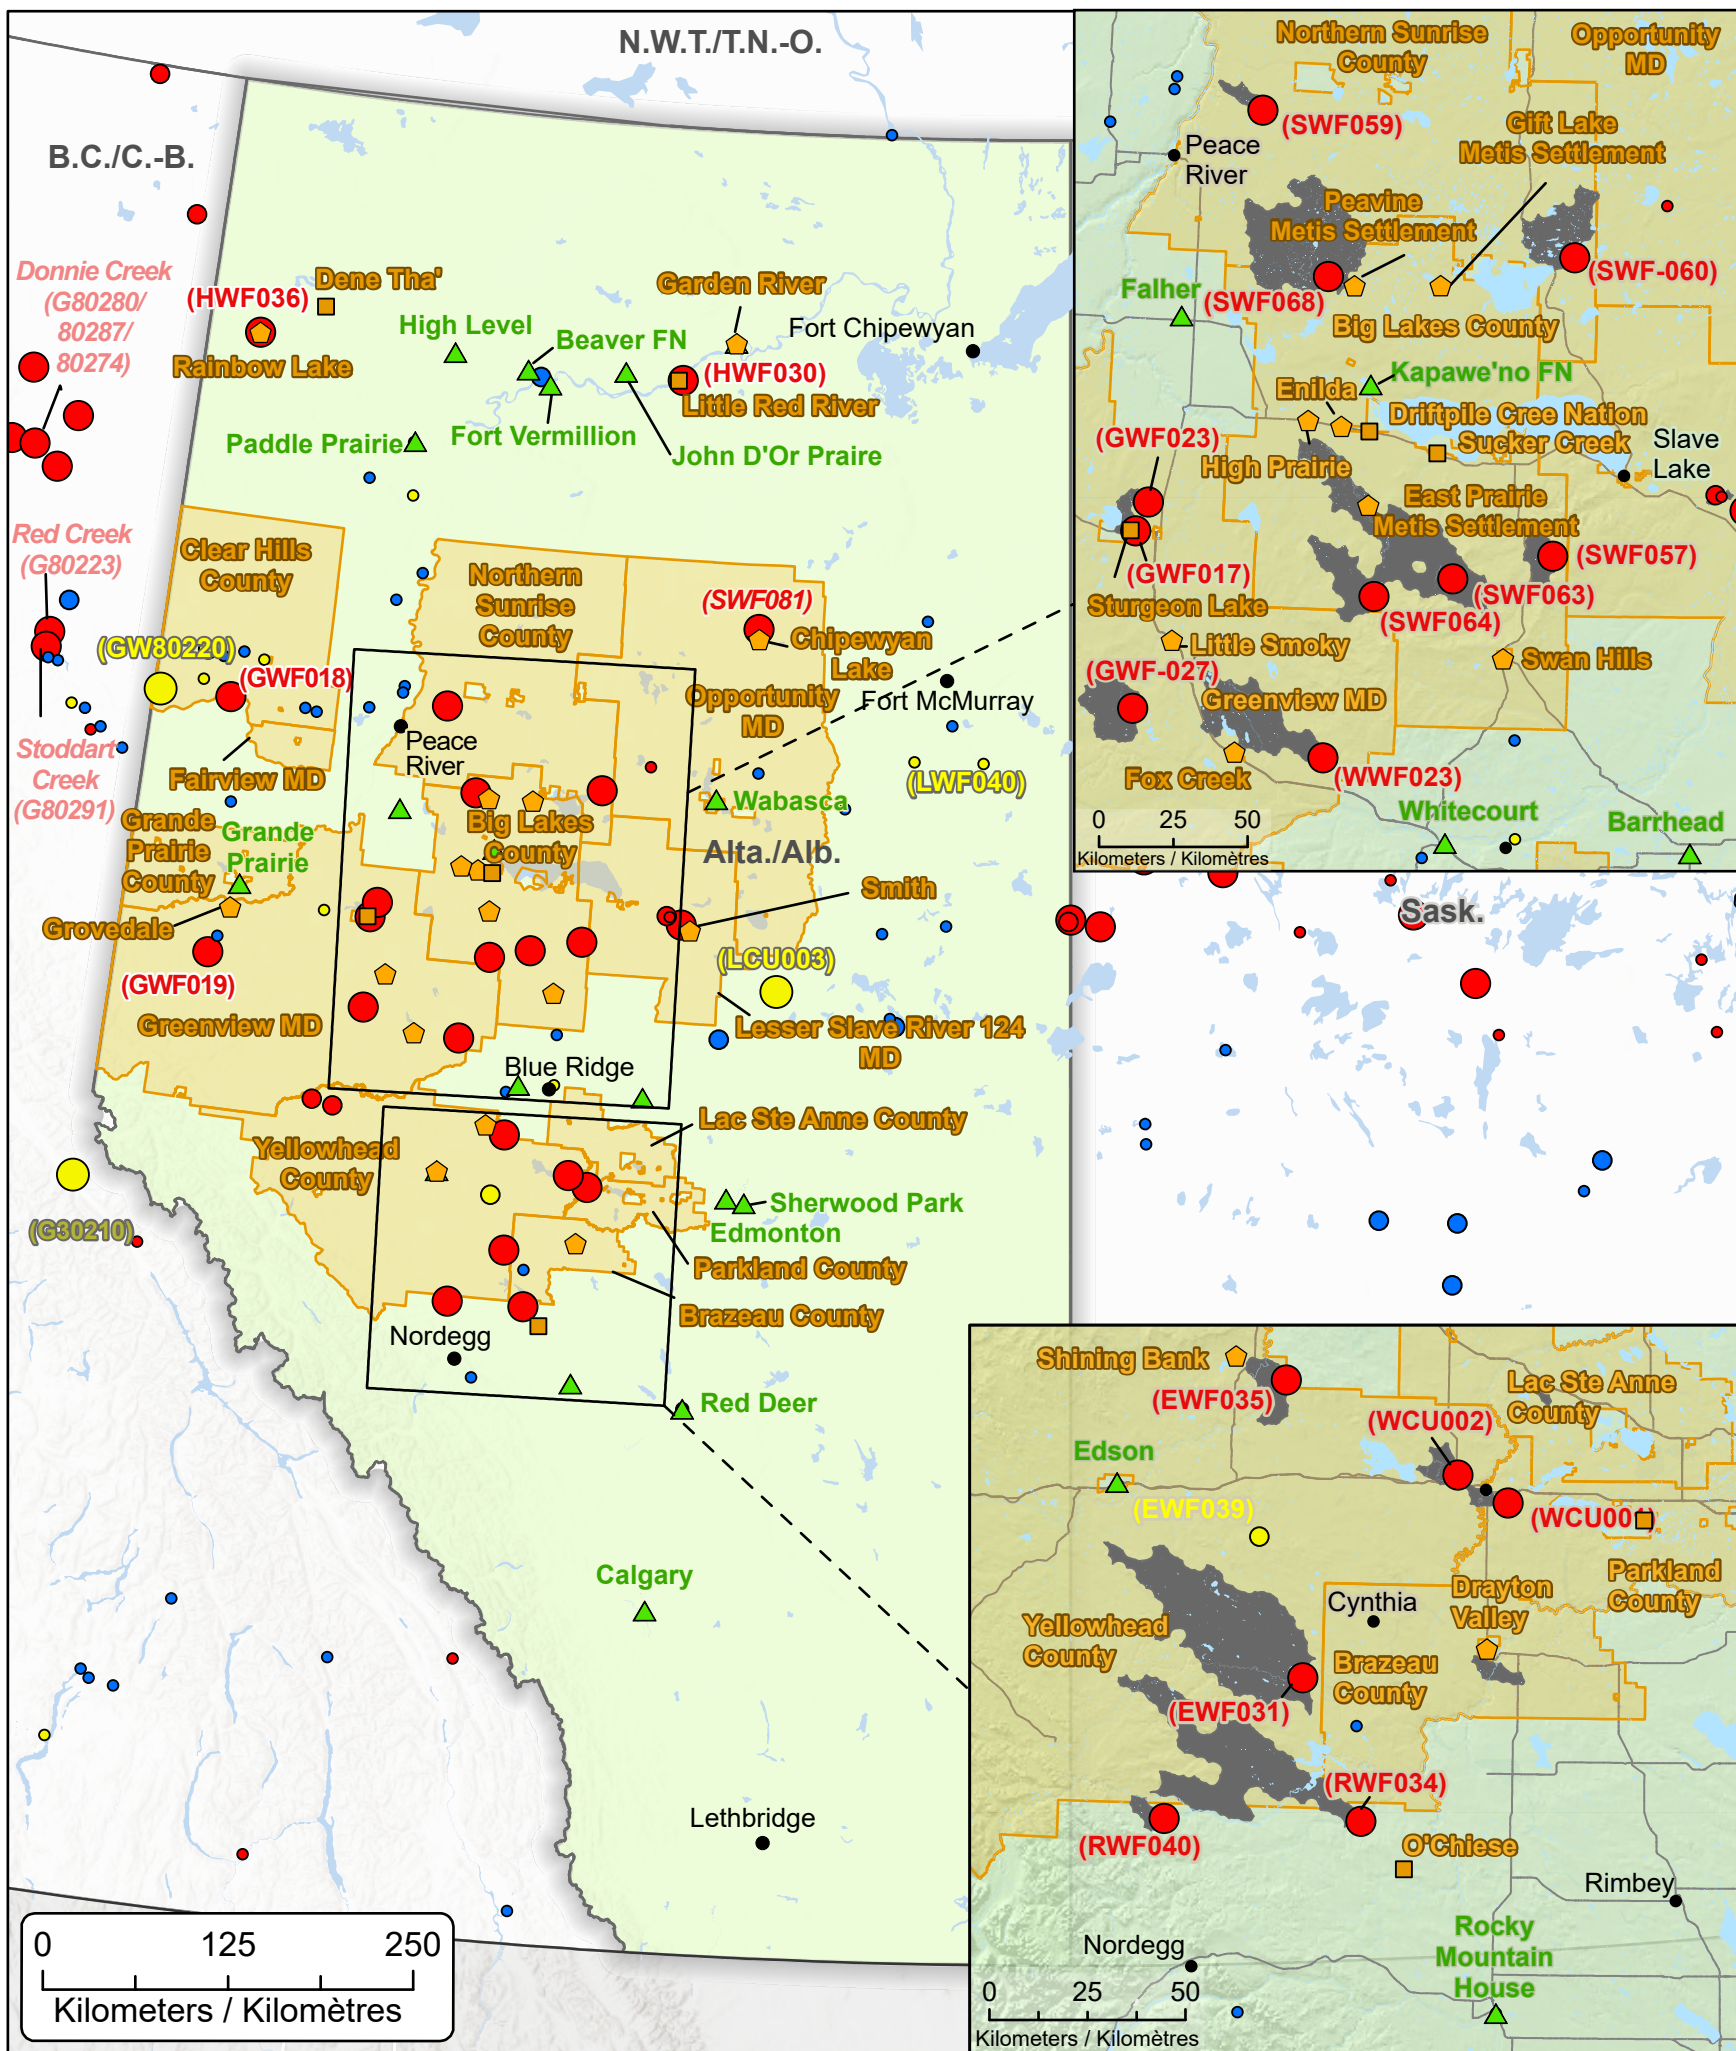 N.W.T./T.N.-O.
B.C./C.-B.
Donnie Creek
(G80280/
80287/
80274)
(HWF036)
Dene Tha'
Rainbow Lake
High Level
Beaver FN
Garden River
Fort Chipewyan
(HWF030)
Little Red River
Paddle Prairie
Fort Vermillion
John D'Or Praire
Red Creek
(G80223)
Clear Hills
County
Northern
Sunrise
County
(SWF081)
Chipewyan
Lake
(GW80220)
(GWF018)
Opportunity
MD
Fort McMurray
Peace
River
Stoddart
Creek
(G80291)
Fairview MD
(LWF040)
Wabasca
Grande
Prairie
County
Grande
Prairie
Big Lakes
County
Alta./Alb.
Smith
Grovedale
(GWF019)
(LCU003)
Greenview MD
Lesser Slave River 124
MD
Blue Ridge
Lac Ste Anne County
Yellowhead
County
(G30210)
Sherwood Park
Edmonton
Parkland County
Brazeau County
Nordegg
Red Deer
Calgary
Lethbridge
0 125 250
Kilometers / Kilomètres
Sask.
Northern Sunrise
County
Opportunity
MD
(SWF059)
Gift Lake
Metis Settlement
Peace
River
Peavine
Metis Settlement
(SWF-060)
Falher
(SWF068)
Big Lakes County
Kapawe'no FN
Enilda
Driftpile Cree Nation
Sucker Creek
Slave
Lake
(GWF023)
High Prairie
East Prairie
Metis Settlement
(SWF057)
(GWF017)
(SWF063)
Sturgeon Lake
(SWF064)
Little Smoky
Swan Hills
(GWF-027)
Greenview MD
Fox Creek
(WWF023)
Whitecourt
Barrhead
0 25 50
Kilometers / Kilomètres
Shining Bank
(EWF035)
Lac Ste Anne
County
(WCU002)
Edson
(EWF039)
(WCU001)
Parkland
County
Drayton
Valley
Cynthia
Yellowhead
County
Brazeau
County
(EWF031)
(RWF034)
(RWF040)
O'Chiese
Rimbey
Rocky
Mountain
House
Nordegg
0 25 50
Kilometers / Kilomètres